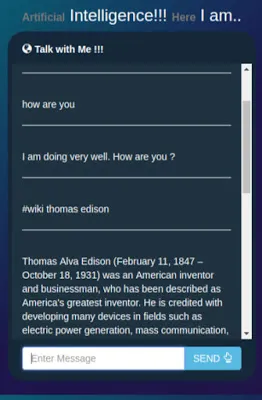 Artificial Intelligence!!! Here I am..
Talk with Me !!!
how are you
I am doing very well. How are you ?
#wiki thomas edison
Thomas Alva Edison (February 11, 1847 –
October 18, 1931) was an American inventor
and businessman, who has been described as
America's greatest inventor. He is credited with
developing many devices in fields such as
electric power generation, mass communication,
Enter Message
SEND